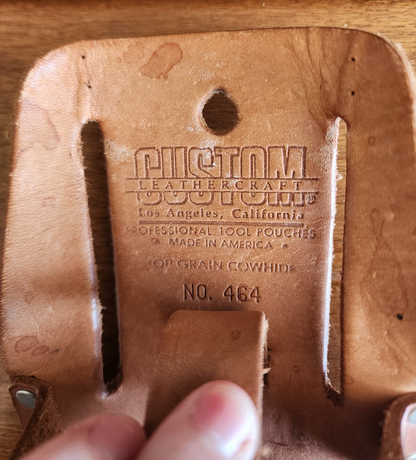 CUSTOM
LEATHERCRAFT
Los Angeles, California
PROFESSIONAL TOOL POUCHES
MADE IN AMERICA
TOP GRAIN COWHIDE
NO. 464